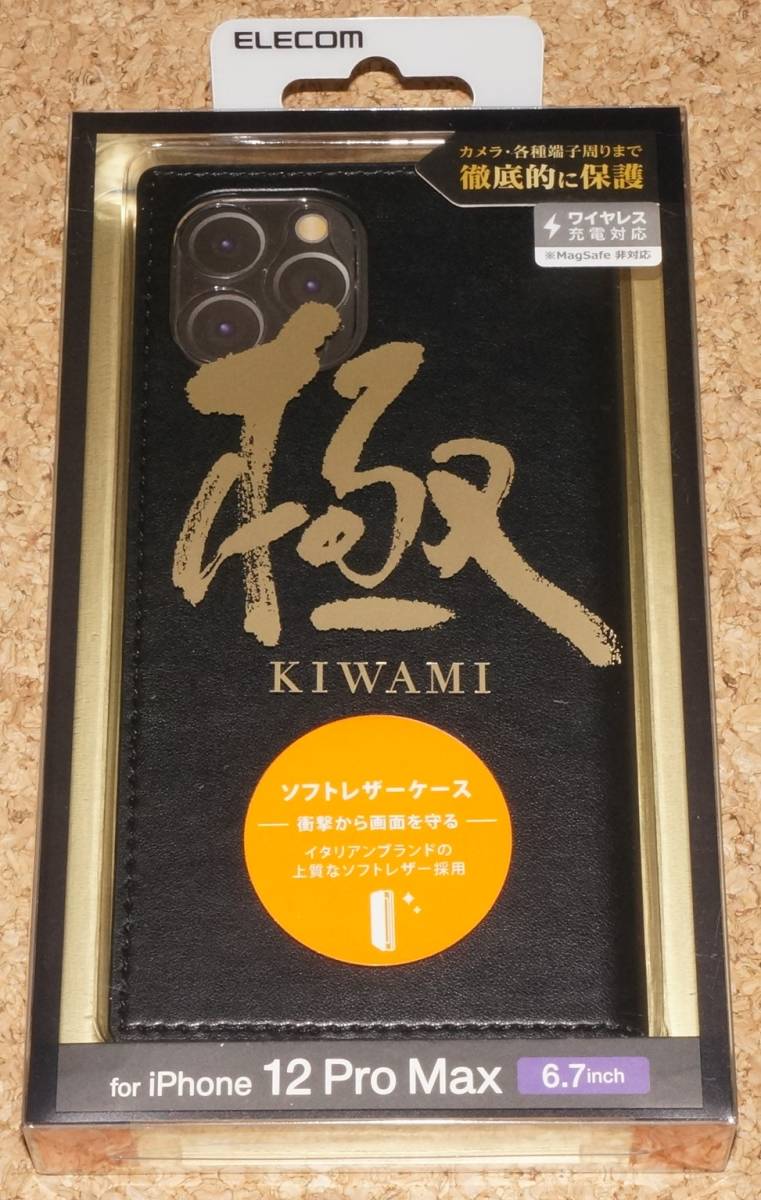 ELECOM
カメラ・各種端子周りまで
徹底的に保護
ワイヤレス
充電対応
※MagSafe 非対応
極
KIWAMI
ソフトレザーケース
衝撃から画面を守る
イタリアンブランドの
上質なソフトレザー採用
for iPhone 12 Pro Max 6.7inch